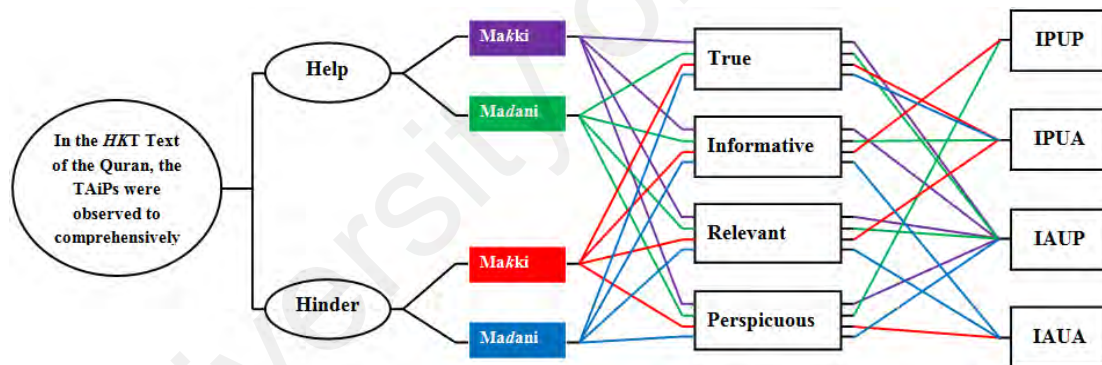 In the HKT Text
of the Quran, the
TAiPs were
observed to
comprehensively
Help
Hinder
Makki
Madani
Makki
Madani
True
Informative
Relevant
Perspicuous
IPUP
IPUA
IAUP
IAUA
versity o